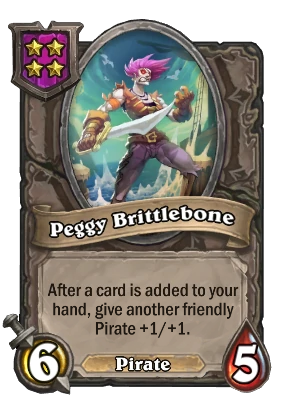 Peggy Brittlebone
After a card is added to your
hand, give another friendly
Pirate +1/+1.
6
Pirate
5